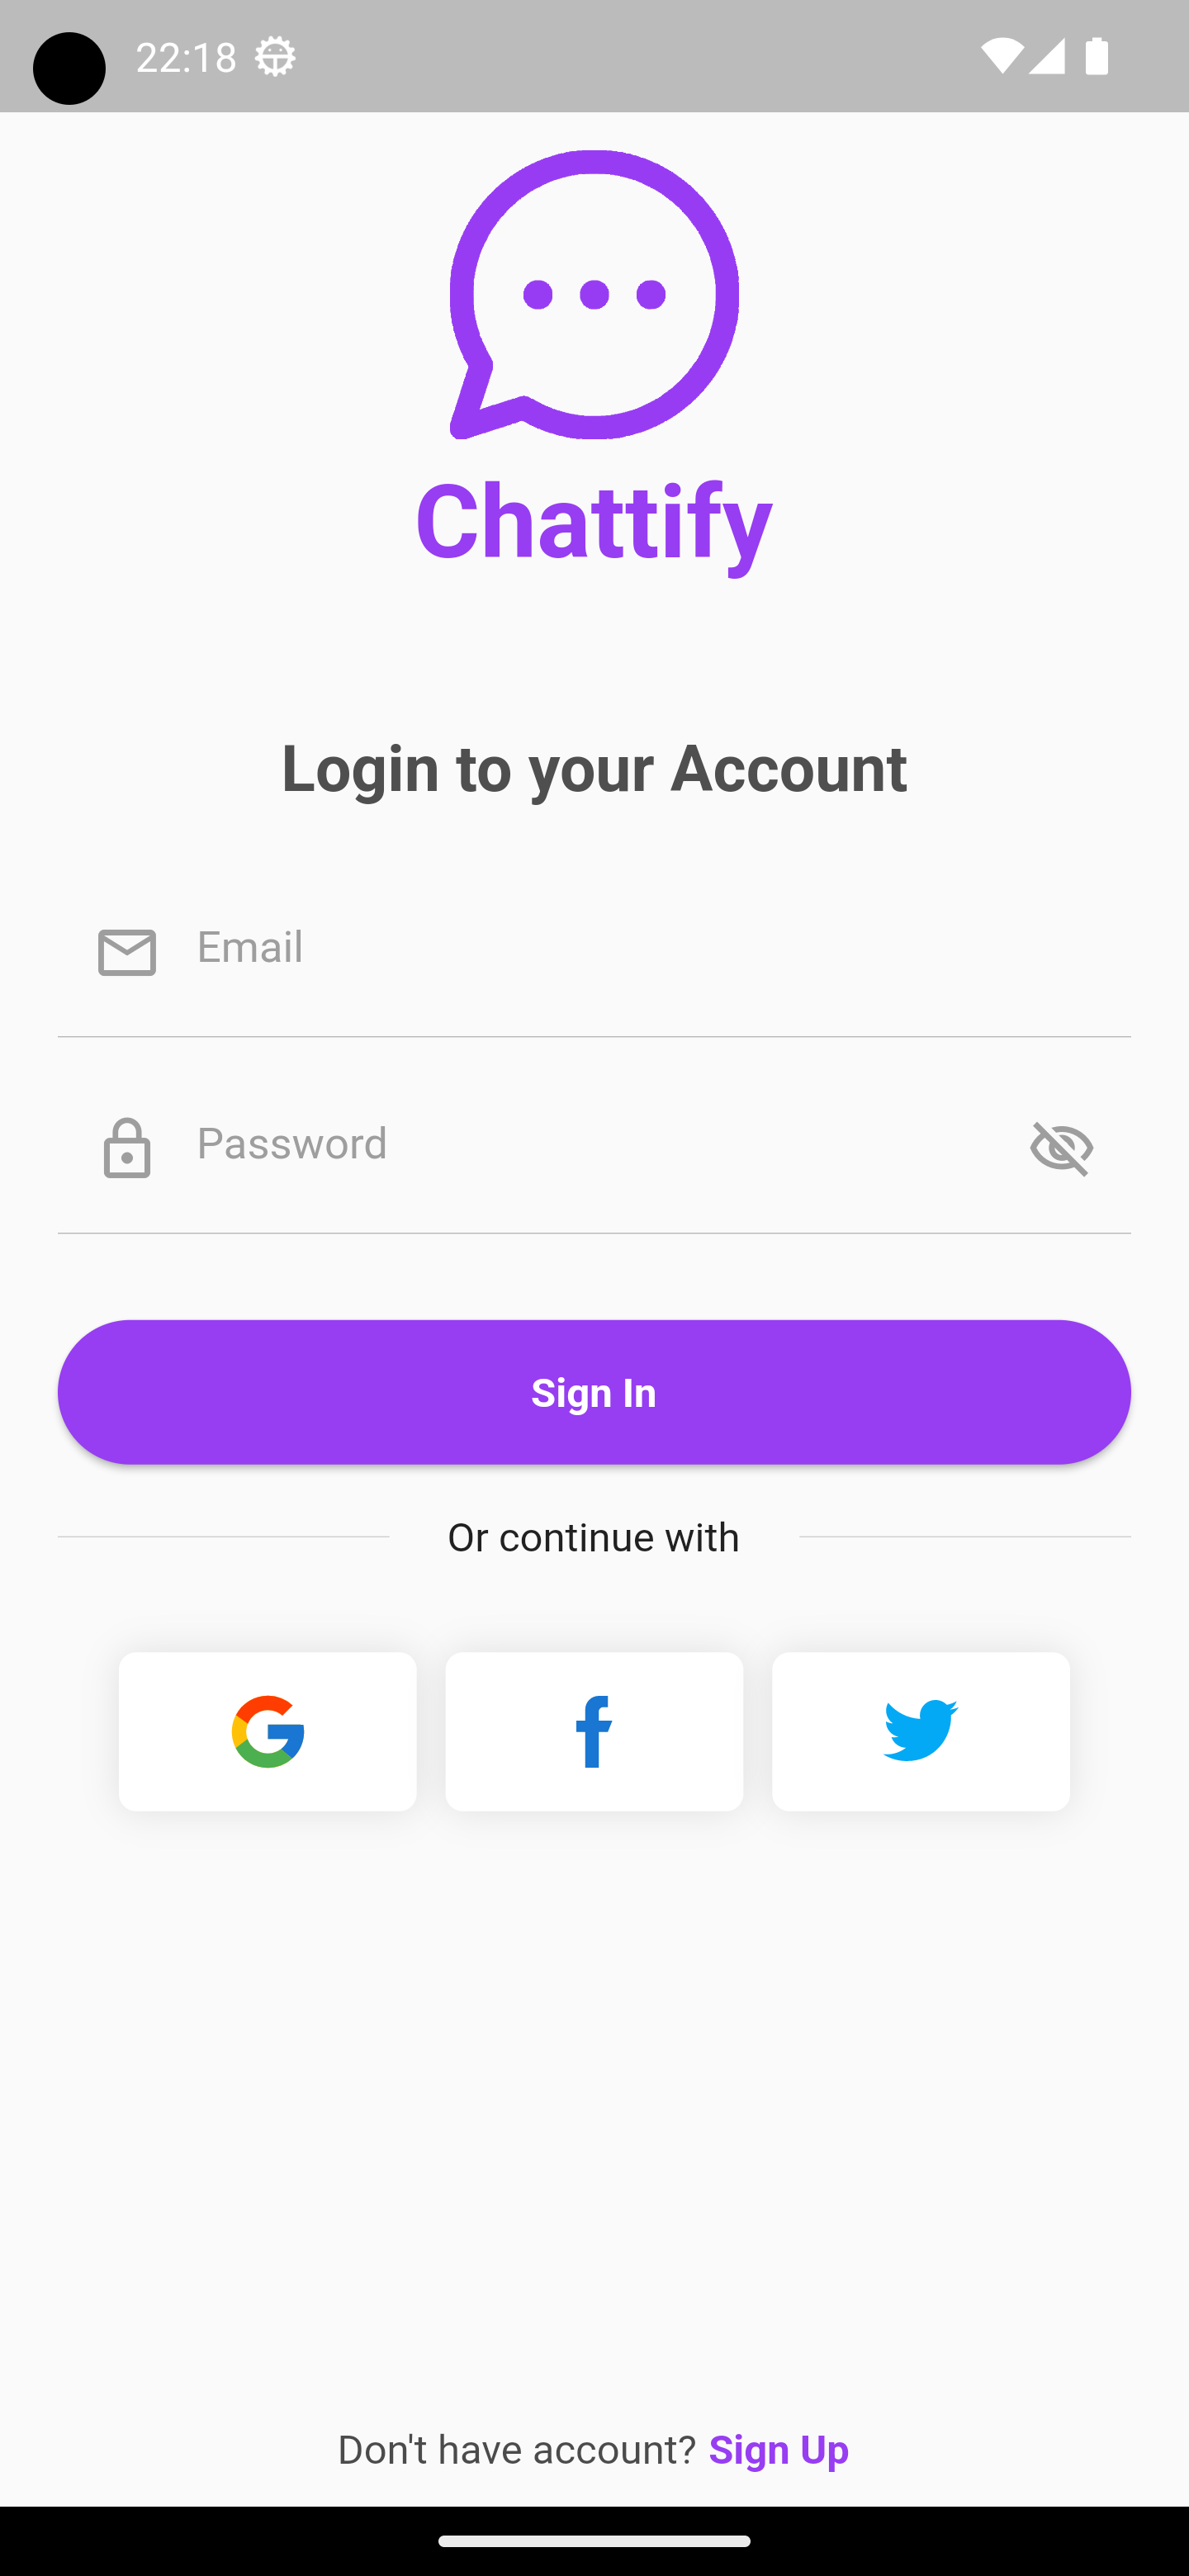 22:18
Chattify
Login to your Account
Email
Password
Sign In
Or continue with
Don't have account? Sign Up